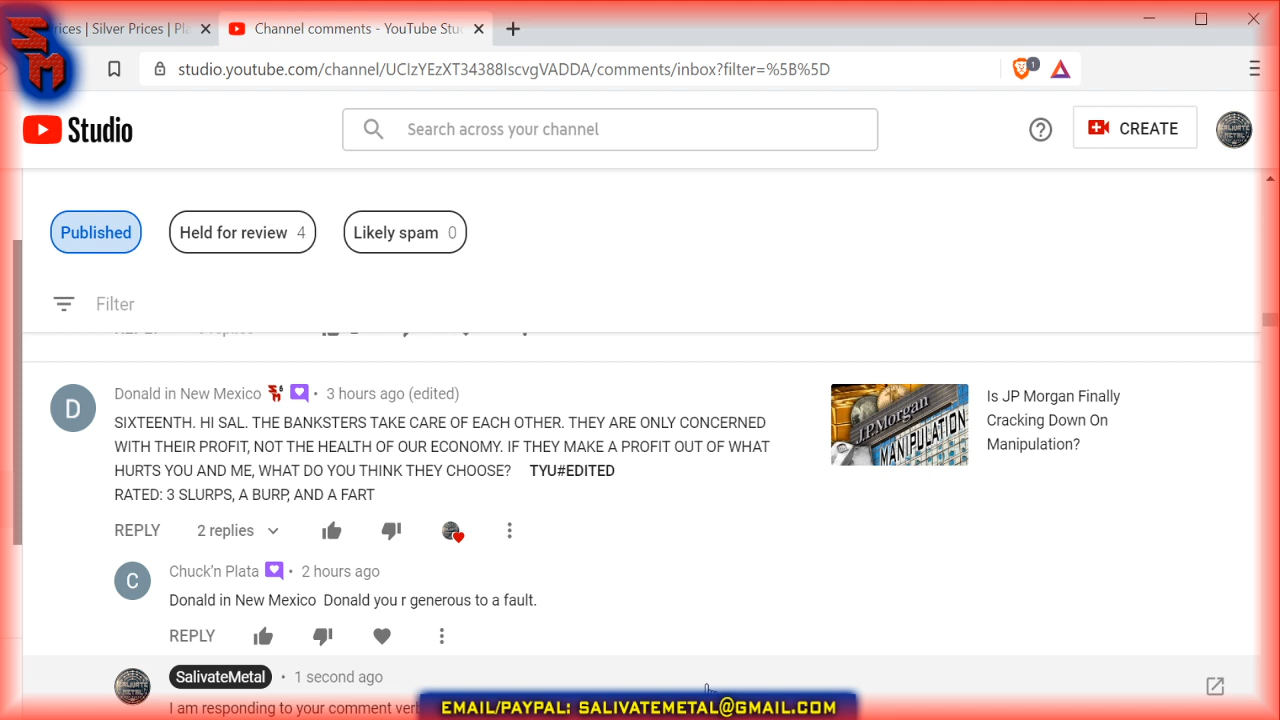 rices | Silver Prices | Pla
Channel comments - YouTube Stu
studio.youtube.com/channel/UCIzYEzXT34388IscvgVADDA/comments/inbox?filter=%5B%5D
1
SM
Studio
Search across your channel
CREATE
Published
Held for review 4
Likely spam 0
Filter
Donald in New Mexico • 3 hours ago (edited)
SIXTEENTH. HI SAL. THE BANKSTERS TAKE CARE OF EACH OTHER. THEY ARE ONLY CONCERNED
WITH THEIR PROFIT, NOT THE HEALTH OF OUR ECONOMY. IF THEY MAKE A PROFIT OUT OF WHAT
HURTS YOU AND ME, WHAT DO YOU THINK THEY CHOOSE? TYU#EDITED
RATED: 3 SLURPS, A BURP, AND A FART
J.P.Morgan
MANIPULATION
Is JP Morgan Finally
Cracking Down On
Manipulation?
REPLY 2 replies
D
C
Chuck’n Plata • 2 hours ago
Donald in New Mexico Donald you r generous to a fault.
REPLY
SalivateMetal • 1 second ago
I am responding to your comment
EMAIL/PAYPAL: SALIVATEMETAL@GMAIL.COM